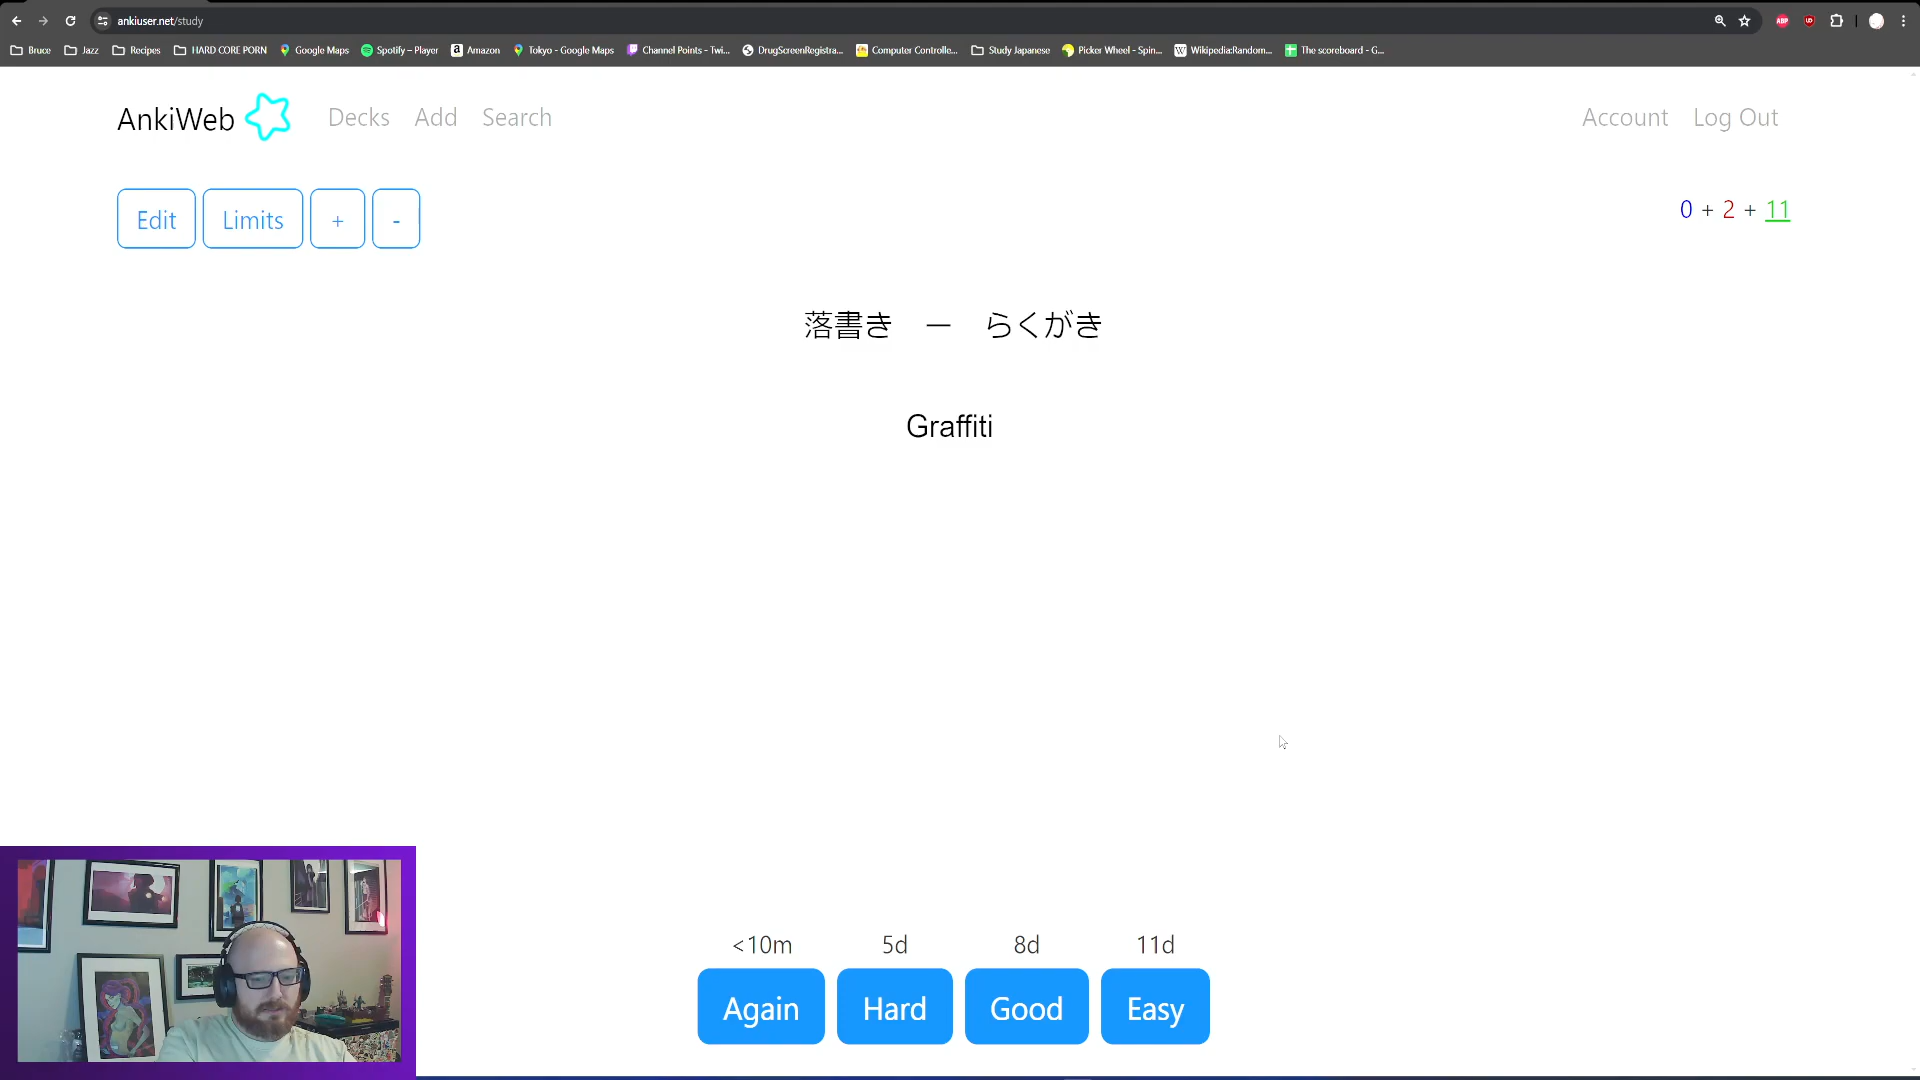 ankiuser.net/study
Bruce Jazz Recipes HARD CORE PORN Google Maps Spotify – Player Amazon Tokyo - Google Maps Channel Points - Twi... DrugScreenRegistra... Computer Controlle... Study Japanese Picker Wheel - Spin... Wikipedia:Random... The scoreboard - G...
AnkiWeb Decks Add Search Account Log Out
Edit Limits + - 0 + 2 + 11
落書き　ー　らくがき
Graffiti
<10m 5d 8d 11d
Again Hard Good Easy